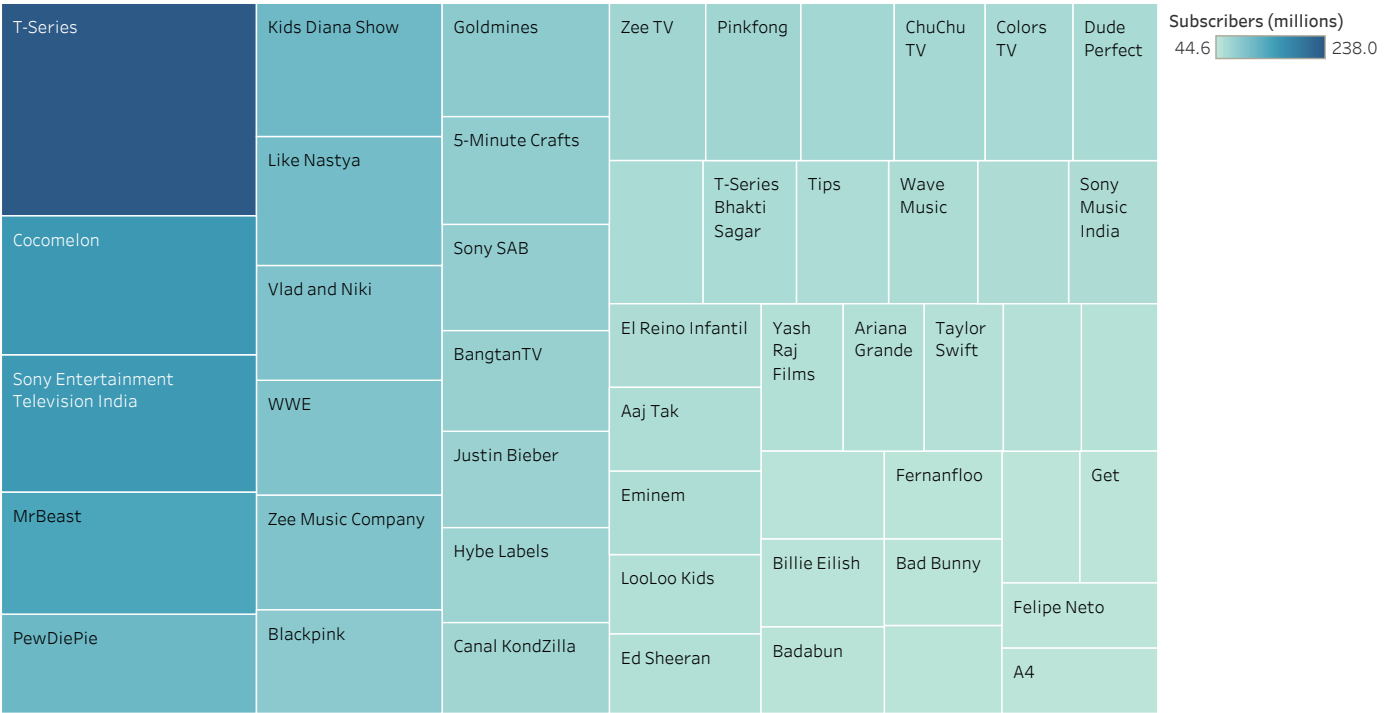 T-Series
Cocomelon
Sony Entertainment
Television India
MrBeast
PewDiePie
Kids Diana Show
Like Nastya
Vlad and Niki
WWE
Zee Music Company
Blackpink
Goldmines
5-Minute Crafts
Sony SAB
BangtanTV
Justin Bieber
Hybe Labels
Canal KondZilla
Zee TV
Pinkfong
ChuChu
TV
Colors
TV
Dude
Perfect
T-Series
Bhakti
Sagar
Tips
Wave
Music
Sony
Music
India
El Reino Infantil
Aaj Tak
Eminem
LooLoo Kids
Ed Sheeran
Yash
Raj
Films
Ariana
Grande
Taylor
Swift
Billie Eilish
Badabun
Fernanfloo
Bad Bunny
Get
Felipe Neto
A4
Subscribers (millions)
44.6
238.0